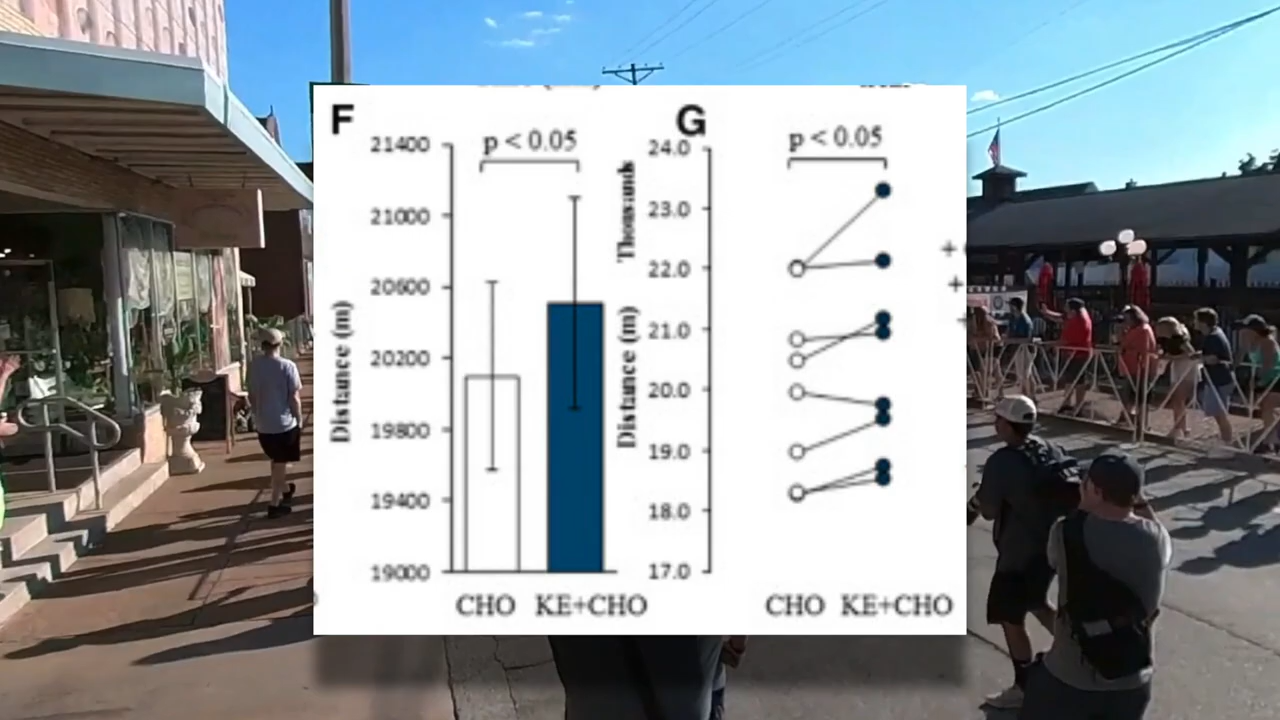 F
p < 0.05
21400
21000
20600
20200
19800
19400
19000
Distance (m)
CHO KE+CHO
G
p < 0.05
24.0
23.0
22.0
21.0
20.0
19.0
18.0
17.0
Distance (m) Thousands
CHO KE+CHO
+
+